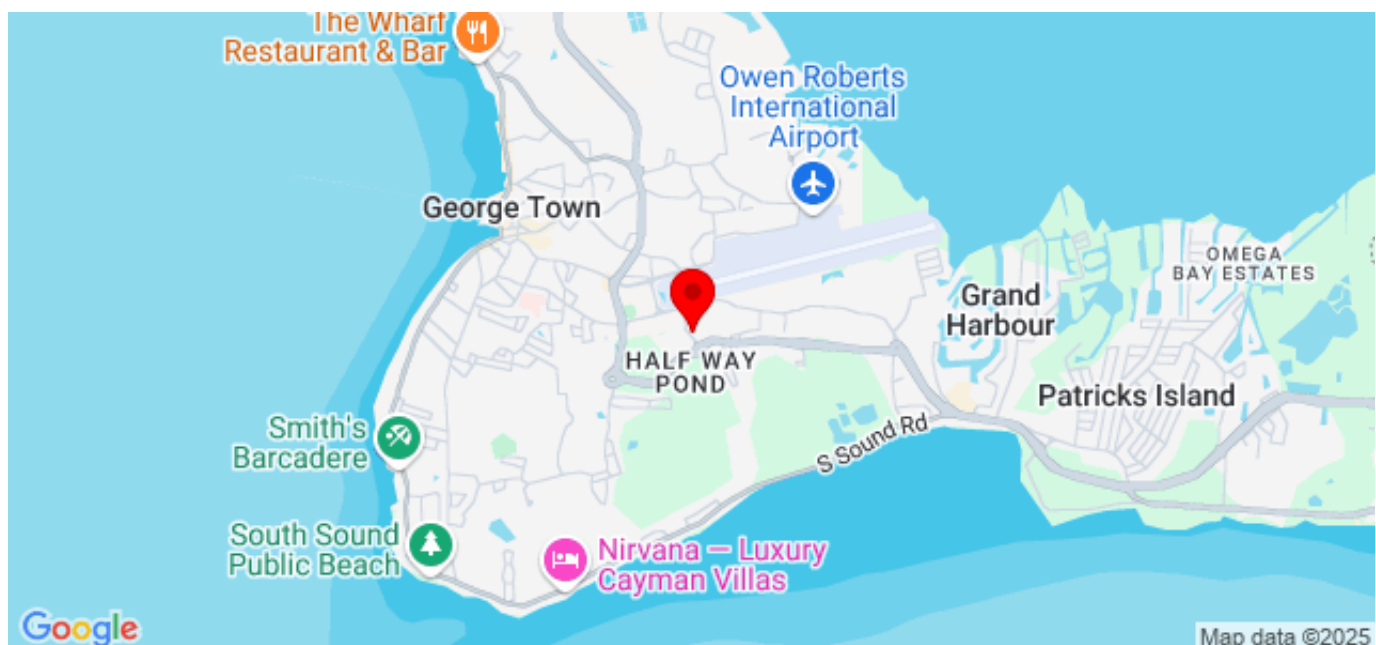 The Wharf
Restaurant & Bar
Owen Roberts
International
Airport
George Town
OMEGA
BAY ESTATES
Grand
Harbour
HALF WAY
POND
Patricks Island
Smith's
Barcadere
S Sound Rd
South Sound
Public Beach
Nirvana — Luxury
Cayman Villas
Google
Map data ©2025